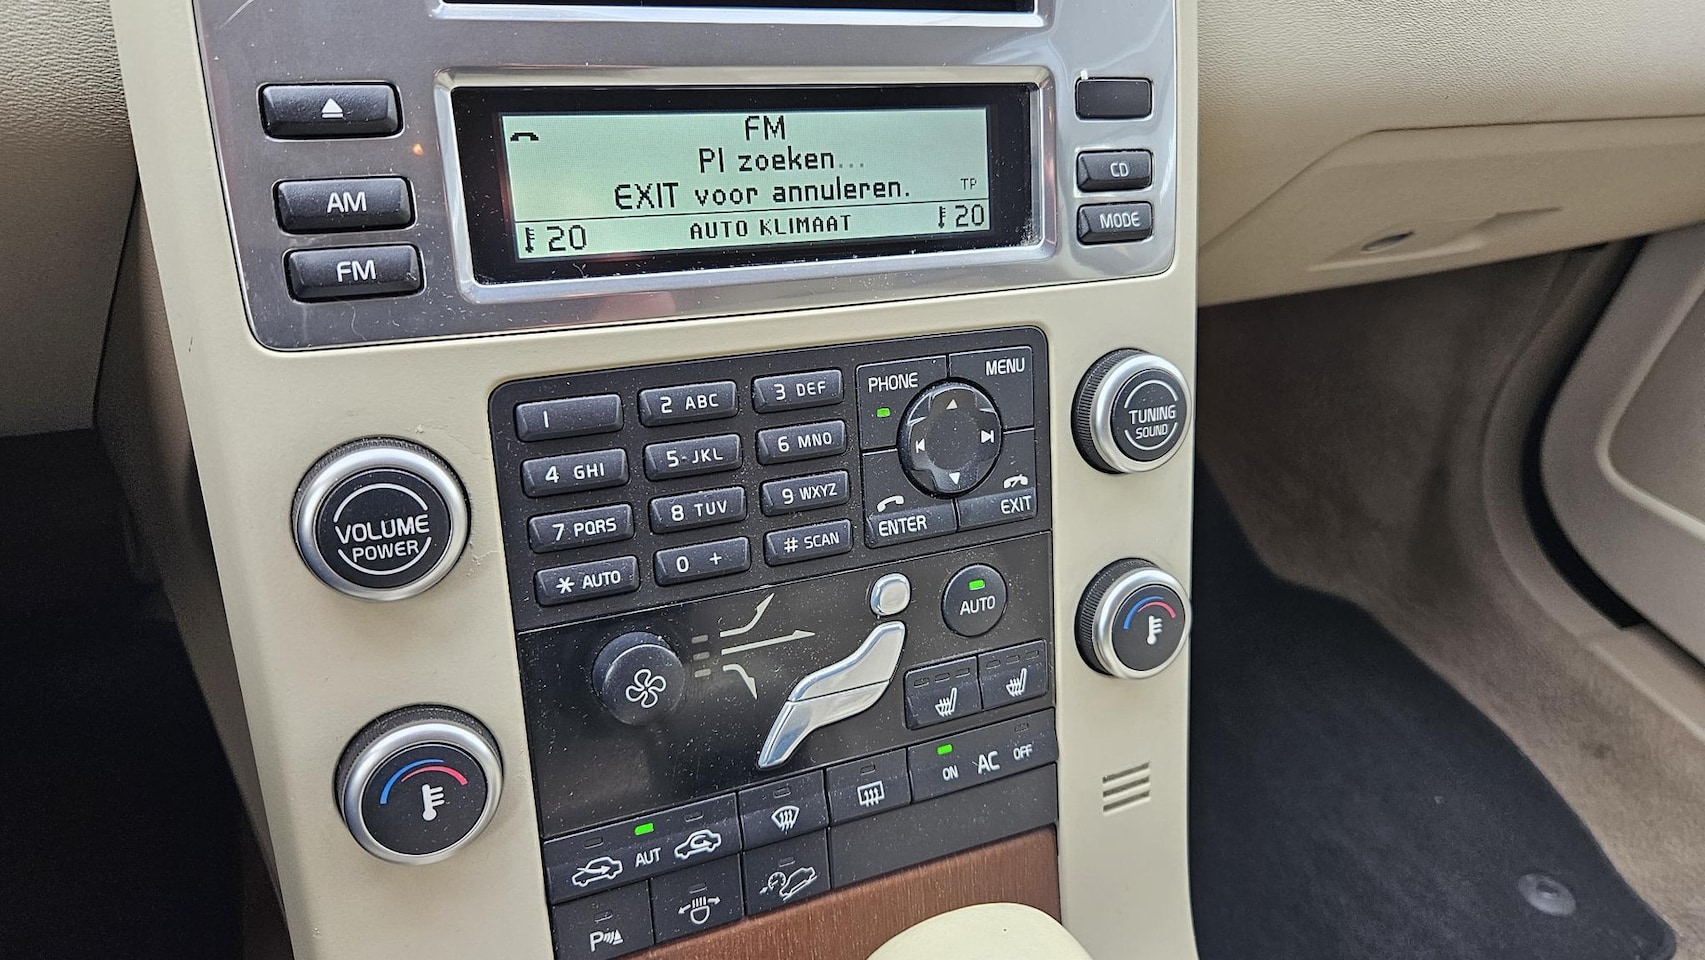 FM
PI zoeken...
EXIT voor annuleren.
TP
20
AUTO KLIMAAT
20
AM
FM
CD
MODE
1
2 ABC
3 DEF
4 GHI
5 JKL
6 MNO
7 PQRS
8 TUV
9 WXYZ
* AUTO
0 +
# SCAN
PHONE
MENU
ENTER
EXIT
TUNING
SOUND
VOLUME
POWER
AUTO
ON
AC
OFF
AUT
P